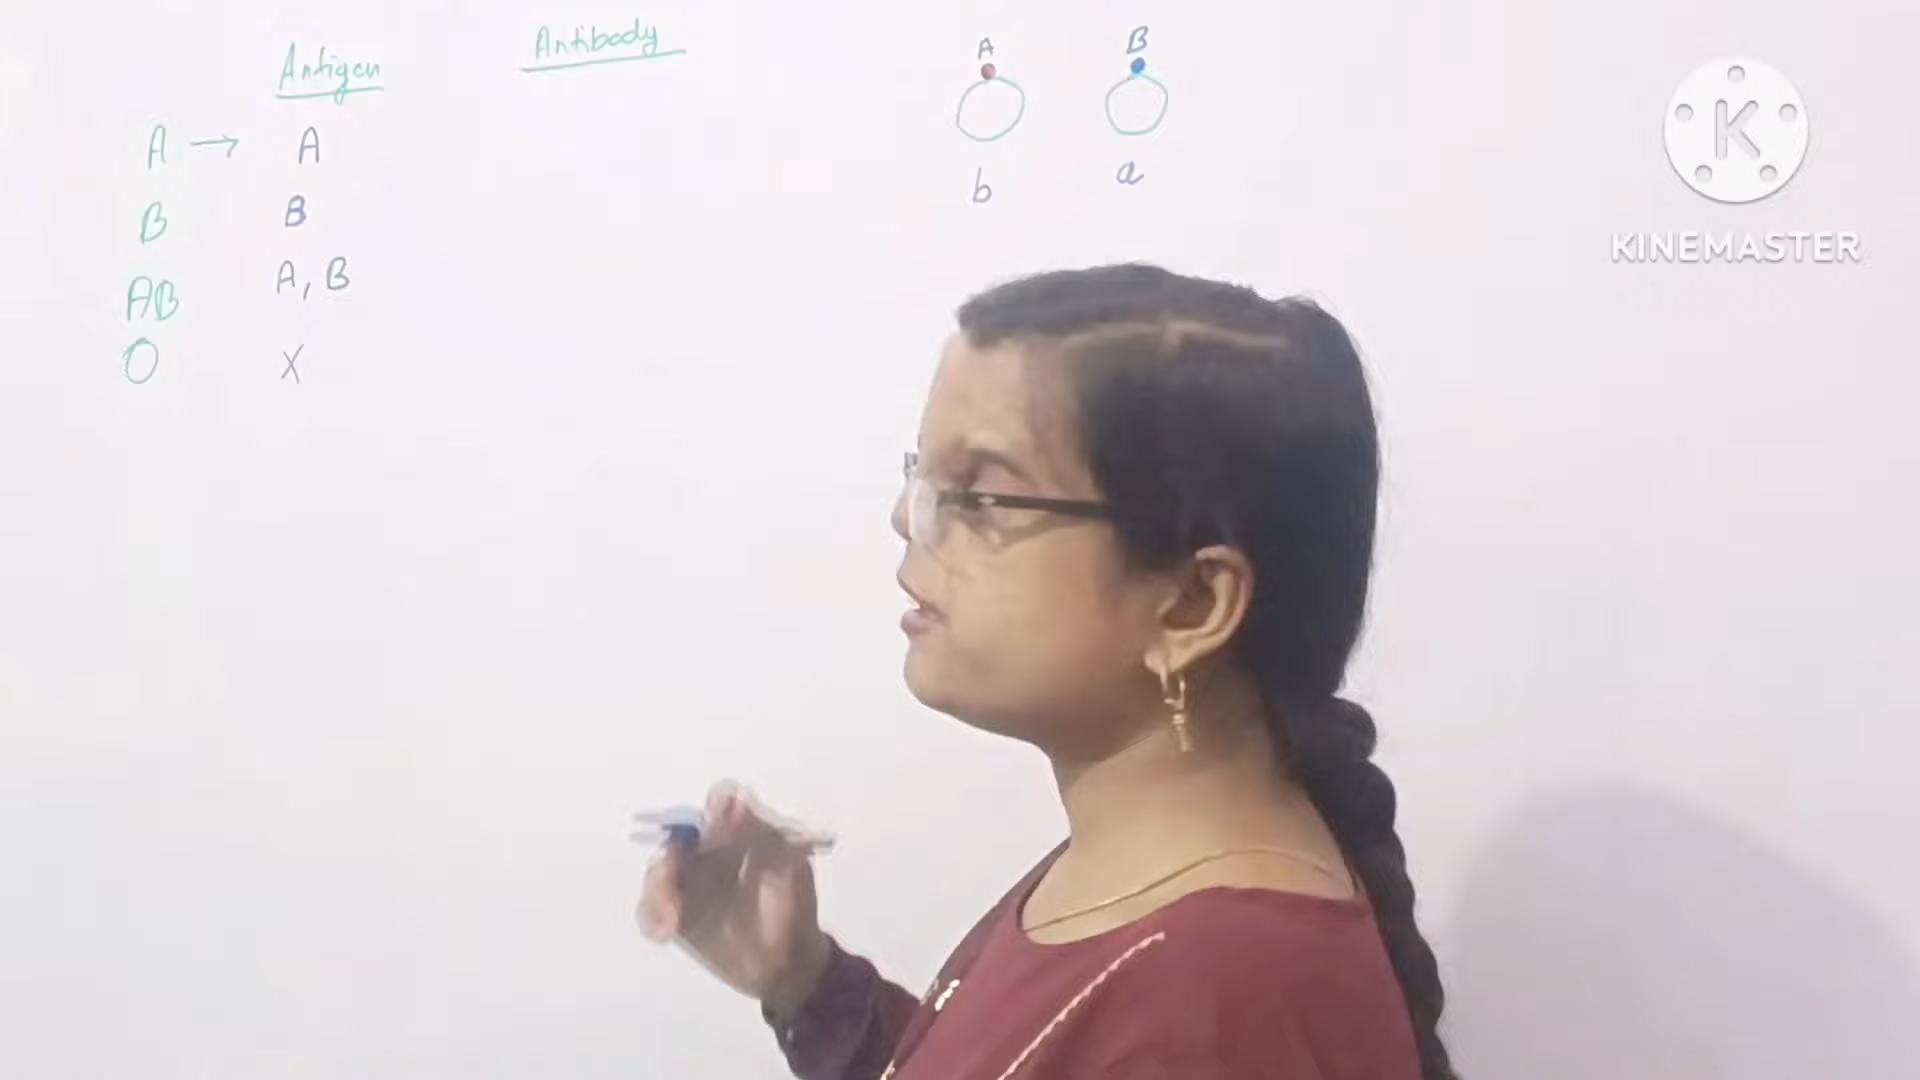 Antigen Antibody
A → A
B B
AB A, B
O X
A B
b a
K
KINEMASTER